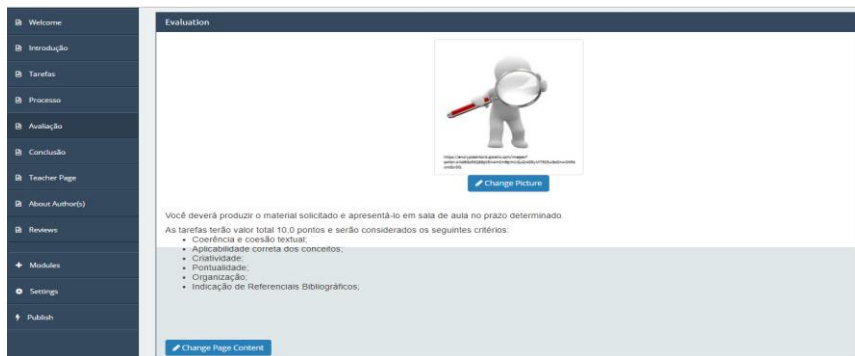 Welcome
Introdução
Tarefas
Processo
Avaliação
Conclusão
Teacher Page
About Author(s)
Reviews
Modules
Settings
Publish
Evaluation
Change Picture
Você deverá produzir o material solicitado e apresentá-lo em sala de aula no prazo determinado.
As tarefas terão valor total 10,0 pontos e serão considerados os seguintes critérios:
• Coerência e coesão textual;
• Aplicabilidade correta dos conceitos;
• Criatividade;
• Pontualidade;
• Organização;
• Indicação de Referenciais Bibliográficos;
Change Page Content